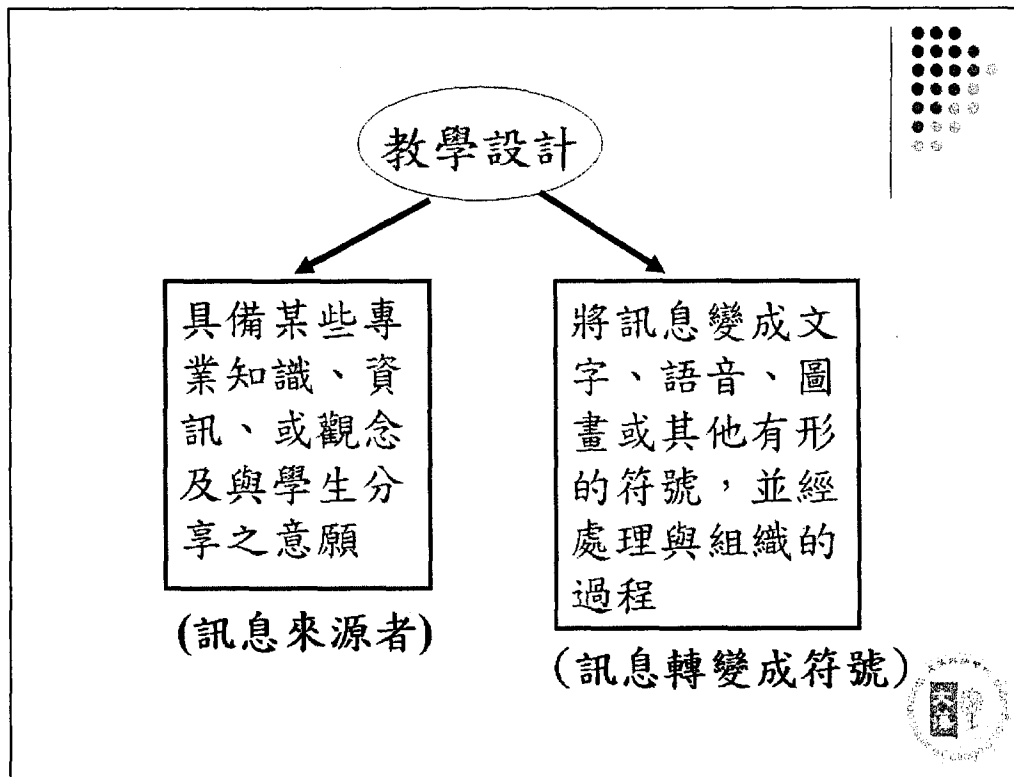 教學設計
具備某些專
業知識、資
訊、或觀念
及與學生分
享之意願
(訊息來源者)
將訊息變成文
字、語音、圖
畫或其他有形
的符號，並經
處理與組織的
過程
(訊息轉變成符號)